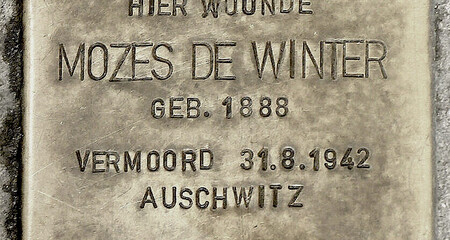 HIER WOONDE
MOZES DE WINTER
GEB. 1888
VERMOORD 31.8.1942
AUSCHWITZ